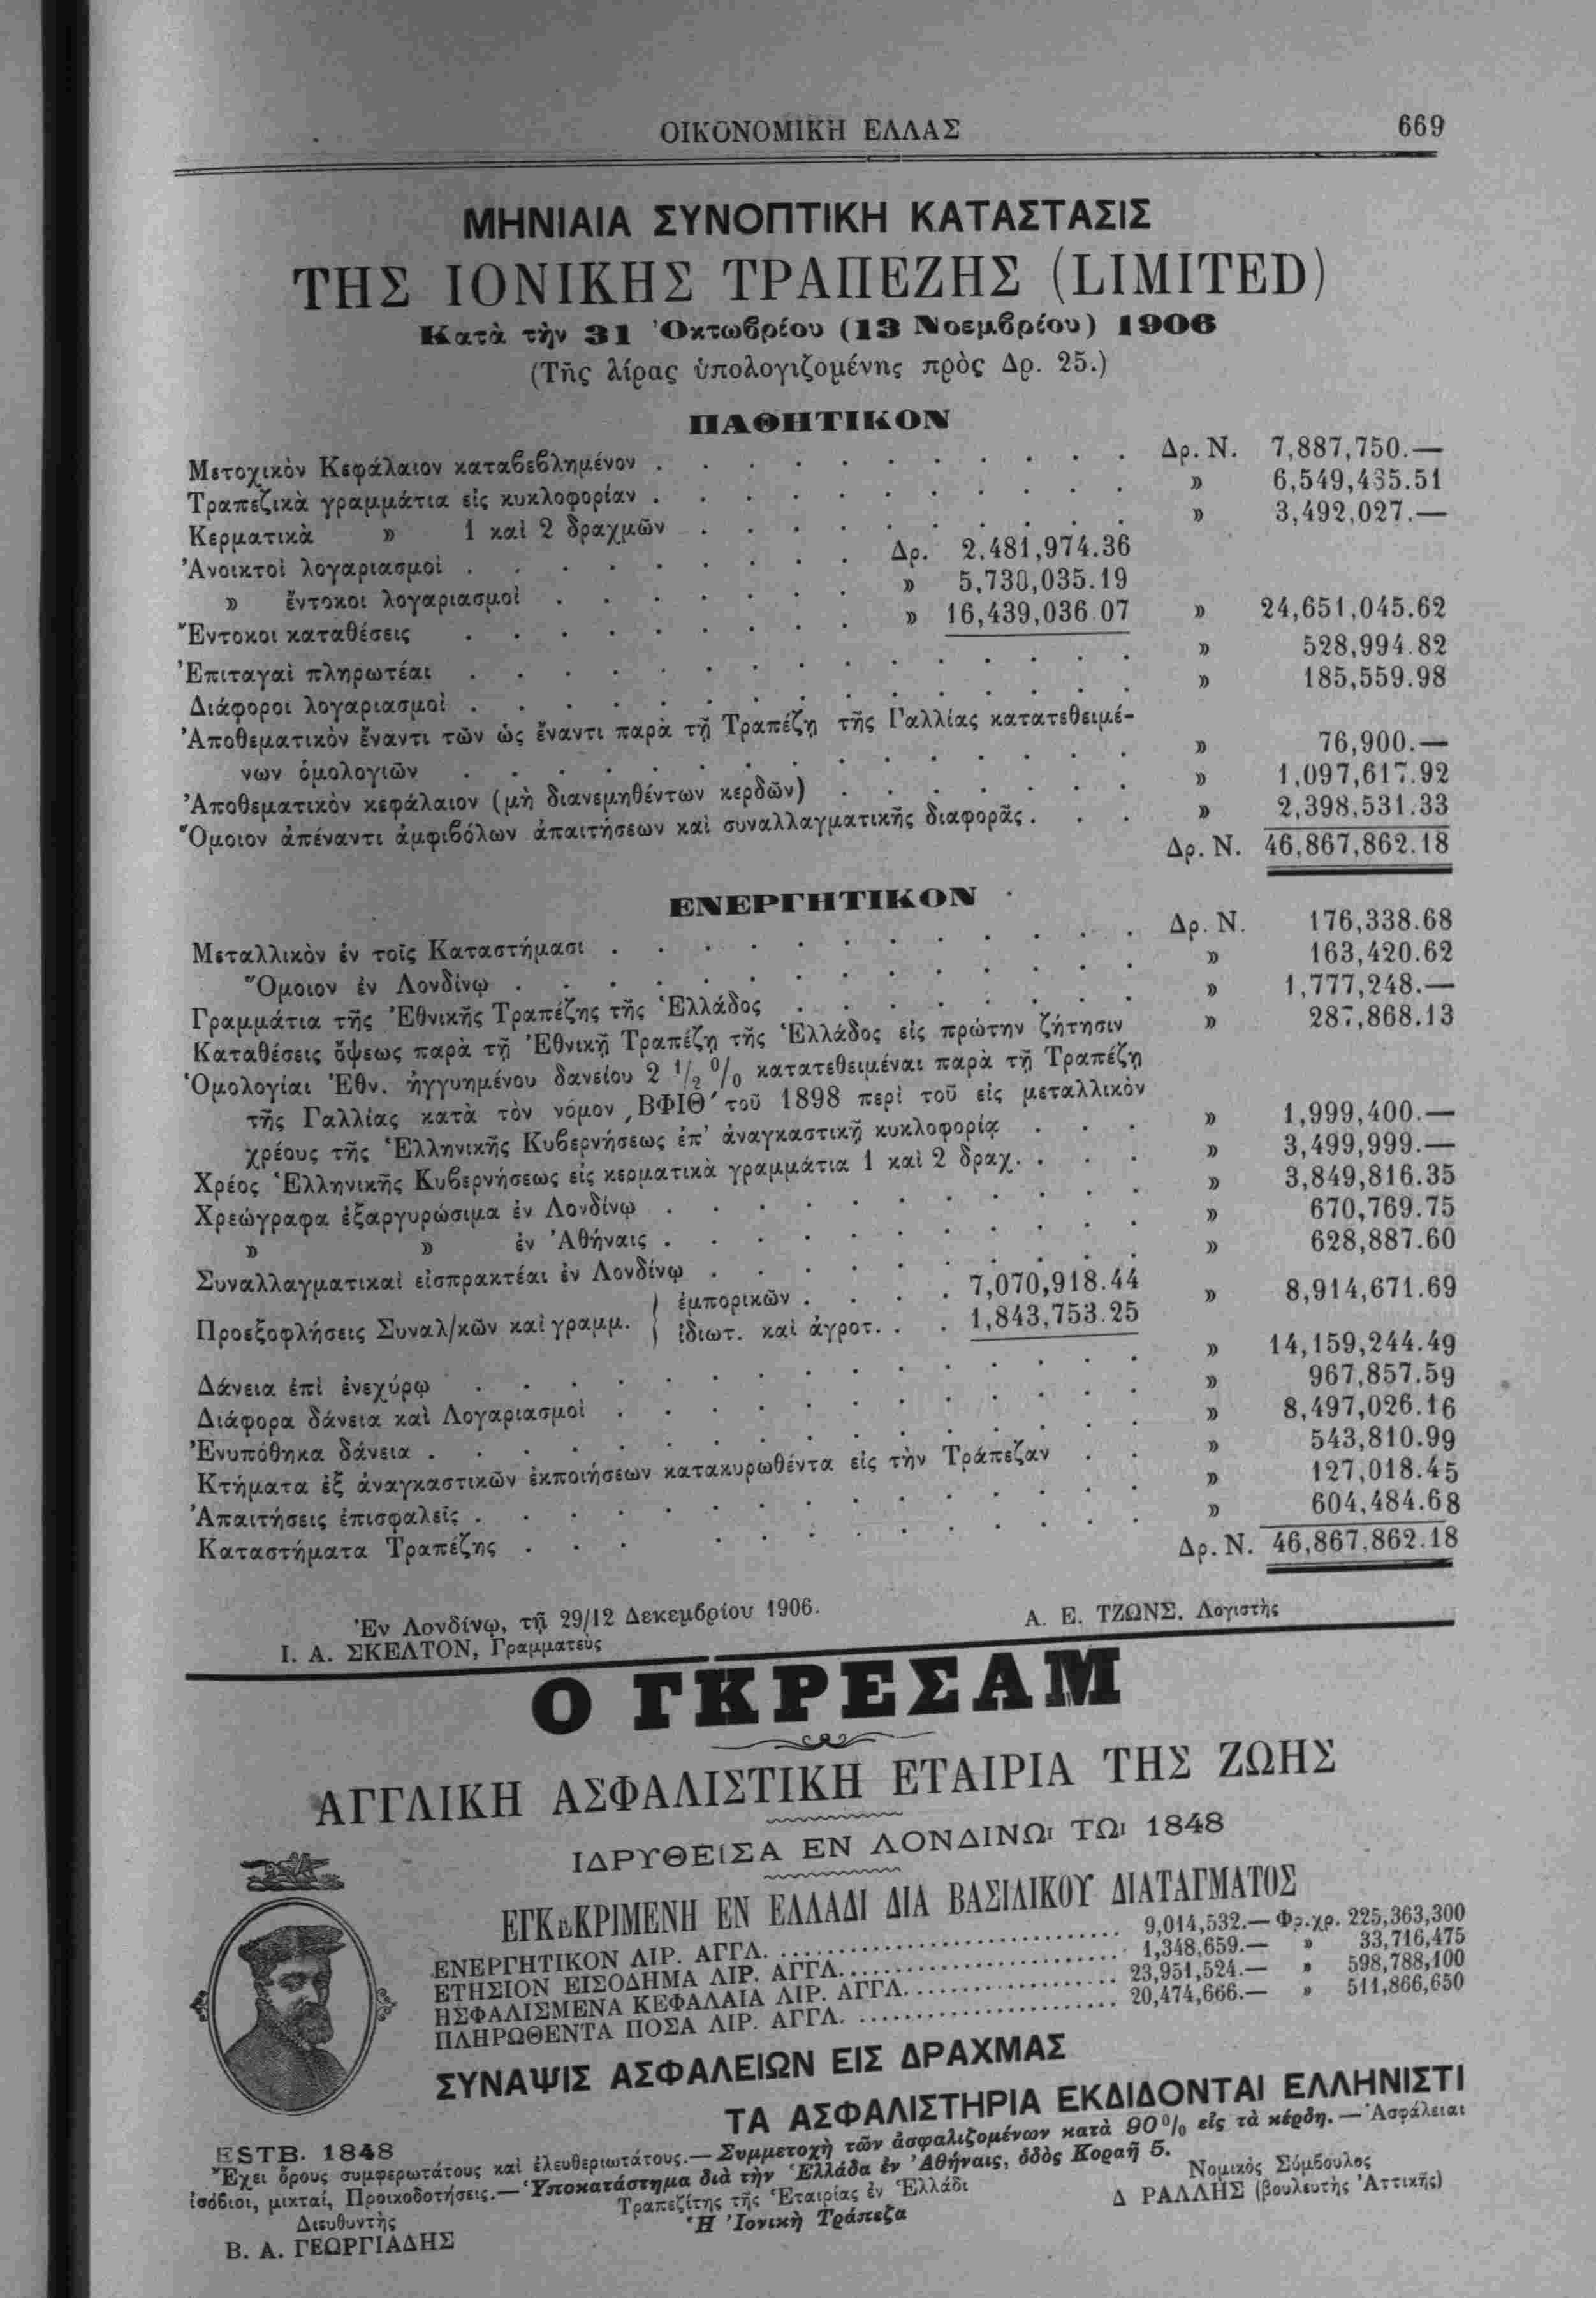 ΟΙΚΟΝΟΜΙΚΗ ΕΛΛΑΣ 669
ΜΗΝΙΑΙΑ ΣΥΝΟΠΤΙΚΗ ΚΑΤΑΣΤΑΣΙΣ
ΤΗΣ ΙΟΝΙΚΗΣ ΤΡΑΠΕΖΗΣ (LIMITED)
Κατὰ τὴν 31 Ὀκτωβρίου (13 Νοεμβρίου) 1906
(Τῆς λίρας ὑπολογιζομένης πρὸς Δρ. 25.)
ΠΑΘΗΤΙΚΟΝ
Μετοχικὸν Κεφάλαιον καταβεβλημένον . . . . . . . . . . . Δρ. Ν. 7,887,750.—
Τραπεζικὰ γραμμάτια εἰς κυκλοφορίαν . . . . . . . . . . . » 6,549,435.51
Κερματικὰ » 1 καὶ 2 δραχμῶν . . . . . . . . . . » 3,492,027.—
Ἀνοικτοὶ λογαριασμοὶ . . . . . . . . . Δρ. 2,481,974.36
» ἔντοκοι λογαριασμοὶ . . . . . . . » 5,730,035.19
Ἔντοκοι καταθέσεις . . . . . . . . . » 16,439,036.07 » 24,651,045.62
Ἐπιταγαὶ πληρωτέαι . . . . . . . . . . . . . . . » 528,994.82
Διάφοροι λογαριασμοὶ . . . . . . . . . . . . . . . » 185,559.98
Ἀποθεματικὸν ἔναντι τῶν ὡς ἔναντι παρὰ τῇ Τραπέζῃ τῆς Γαλλίας κατατεθειμέ-
νων ὁμολογιῶν . . . . . . . . . . . . . . . » 76,900.—
Ἀποθεματικὸν κεφάλαιον (μὴ διανεμηθέντων κερδῶν) . . . . . . . » 1,097,617.92
Ὅμοιον ἀπέναντι ἀμφιβόλων ἀπαιτήσεων καὶ συναλλαγματικῆς διαφορᾶς . . . » 2,398,531.33
Δρ. Ν. 46,867,862.18
ΕΝΕΡΓΗΤΙΚΟΝ
Μεταλλικὸν ἐν τοῖς Καταστήμασι . . . . . . . . . . . . Δρ. Ν. 176,338.68
Ὅμοιον ἐν Λονδίνῳ . . . . . . . . . . . . . . » 163,420.62
Γραμμάτια τῆς Ἐθνικῆς Τραπέζης τῆς Ἑλλάδος . . . . . . . . » 1,777,248.—
Καταθέσεις ὄψεως παρὰ τῇ Ἐθνικῇ Τραπέζῃ τῆς Ἑλλάδος εἰς πρώτην ζήτησιν » 287,868.13
Ὁμολογίαι Ἐθν. ἠγγυημένου δανείου 2 1/2 0/0 κατατεθειμέναι παρὰ τῇ Τραπέζῃ
τῆς Γαλλίας κατὰ τὸν νόμον ͵ΒΦΙΘ΄ τοῦ 1898 περὶ τοῦ εἰς μεταλλικὸν
χρέους τῆς Ἑλληνικῆς Κυβερνήσεως ἐπ' ἀναγκαστικῇ κυκλοφορίᾳ . . . » 1,999,400.—
Χρέος Ἑλληνικῆς Κυβερνήσεως εἰς κερματικὰ γραμμάτια 1 καὶ 2 δραχ. . . . » 3,499,999.—
Χρεώγραφα ἐξαργυρώσιμα ἐν Λονδίνῳ . . . . . . . . . . . » 3,849,816.35
» » ἐν Ἀθήναις . . . . . . . . . . . » 670,769.75
Συναλλαγματικαὶ εἰσπρακτέαι ἐν Λονδίνῳ . . . . . . . . . . » 628,887.60
Προεξοφλήσεις Συναλ/κῶν καὶ γραμμ. { ἐμπορικῶν . . . . 7,070,918.44
ἰδιωτ. καὶ ἀγροτ. . . 1,843,753.25 » 8,914,671.69
Δάνεια ἐπὶ ἐνεχύρῳ . . . . . . . . . . . . . . . » 14,159,244.49
Διάφορα δάνεια καὶ Λογαριασμοὶ . . . . . . . . . . . . » 967,857.59
Ἐνυπόθηκα δάνεια . . . . . . . . . . . . . . . . » 8,497,026.16
Κτήματα ἐξ ἀναγκαστικῶν ἐκποιήσεων κατακυρωθέντα εἰς τὴν Τράπεζαν . . » 543,810.99
Ἀπαιτήσεις ἐπισφαλεῖς . . . . . . . . . . . . . . . » 127,018.45
Καταστήματα Τραπέζης . . . . . . . . . . . . . . » 604,484.68
Δρ. Ν. 46,867,862.18
Ἐν Λονδίνῳ, τῇ 29/12 Δεκεμβρίου 1906.
Ι. Α. ΣΚΕΛΤΟΝ, Γραμματεὺς Α. Ε. ΤΖΩΝΣ, Λογιστὴς
Ο ΓΚΡΕΣΑΜ
ΑΓΓΛΙΚΗ ΑΣΦΑΛΙΣΤΙΚΗ ΕΤΑΙΡΙΑ ΤΗΣ ΖΩΗΣ
ΙΔΡΥΘΕΙΣΑ ΕΝ ΛΟΝΔΙΝΩι ΤΩι 1848
ΕΓΚεΚΡΙΜΕΝΗ ΕΝ ΕΛΛΑΔΙ ΔΙΑ ΒΑΣΙΛΙΚΟΥ ΔΙΑΤΑΓΜΑΤΟΣ
ΕΝΕΡΓΗΤΙΚΟΝ ΛΙΡ. ΑΓΓΛ. .......... 9,014,532.— Φρ.χρ. 225,363,300
ΕΤΗΣΙΟΝ ΕΙΣΟΔΗΜΑ ΛΙΡ. ΑΓΓΛ. .......... 1,348,659.— » 33,716,475
ΗΣΦΑΛΙΣΜΕΝΑ ΚΕΦΑΛΑΙΑ ΛΙΡ. ΑΓΓΛ. .......... 23,951,524.— » 598,788,100
ΠΛΗΡΩΘΕΝΤΑ ΠΟΣΑ ΛΙΡ. ΑΓΓΛ. .......... 20,474,666.— » 511,866,650
ΣΥΝΑΨΙΣ ΑΣΦΑΛΕΙΩΝ ΕΙΣ ΔΡΑΧΜΑΣ
ΤΑ ΑΣΦΑΛΙΣΤΗΡΙΑ ΕΚΔΙΔΟΝΤΑΙ ΕΛΛΗΝΙΣΤΙ
ESTB. 1848
Ἔχει ὅρους συμφερωτάτους καὶ ἐλευθεριωτάτους.— Συμμετοχὴ τῶν ἀσφαλιζομένων κατὰ 90 0/0 εἰς τὰ κέρδη. — Ἀσφάλειαι
ἰσόβιοι, μικταί, Προικοδοτήσεις.— Ὑποκατάστημα διὰ τὴν Ἑλλάδα ἐν Ἀθήναις, ὁδὸς Κοραῆ 5.
Διευθυντὴς Τραπεζίτης τῆς Ἑταιρίας ἐν Ἑλλάδι Νομικὸς Σύμβουλος
Β. Α. ΓΕΩΡΓΙΑΔΗΣ Ἡ Ἰονικὴ Τράπεζα Δ ΡΑΛΛΗΣ (βουλευτὴς Ἀττικῆς)